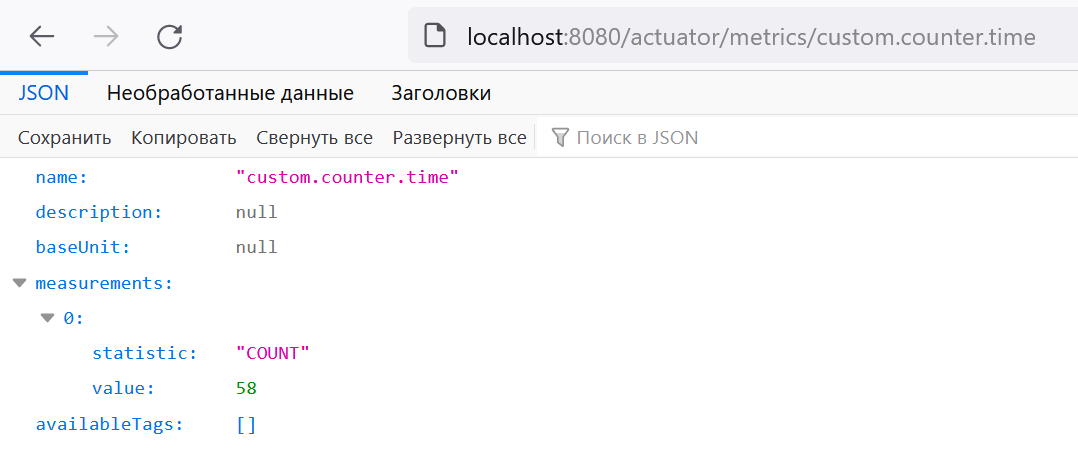 localhost:8080/actuator/metrics/custom.counter.time
JSON Необработанные данные Заголовки
Сохранить Копировать Свернуть все Развернуть все Поиск в JSON
name: "custom.counter.time"
description: null
baseUnit: null
measurements:
0:
statistic: "COUNT"
value: 58
availableTags: []